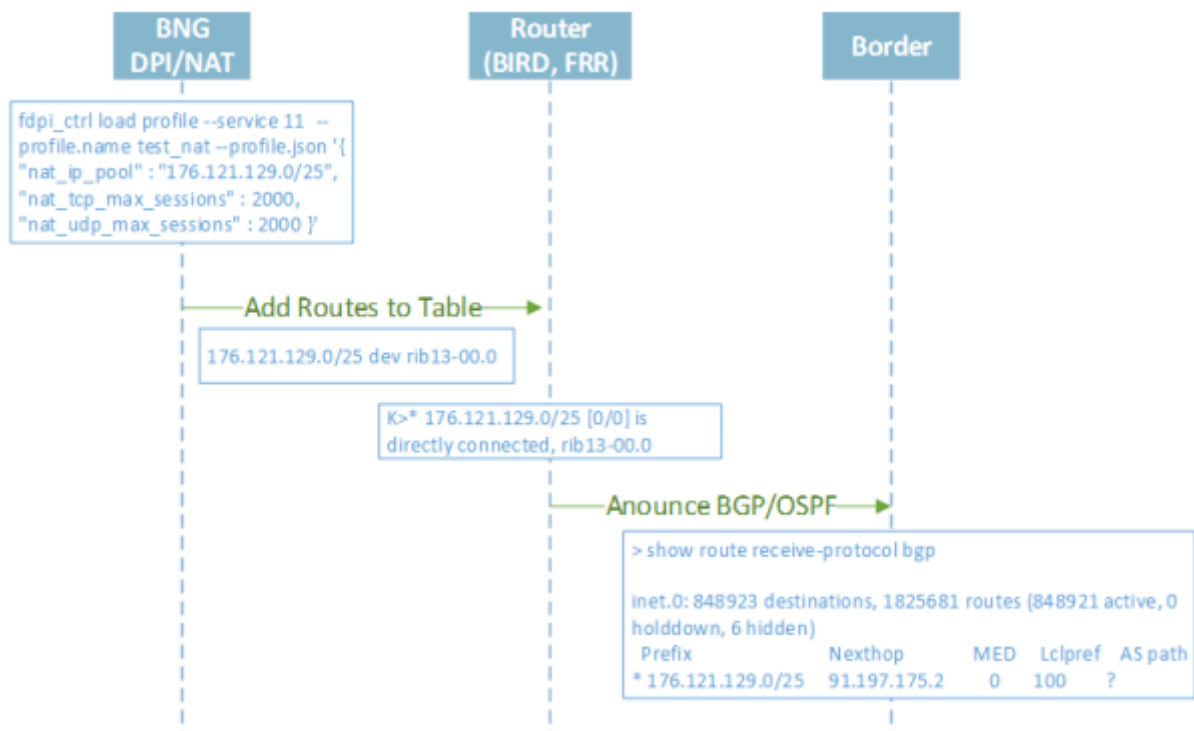 BNG
DPI/NAT
Router
(BIRD, FRR)
Border
fdpi_ctrl load profile --service 11 --
profile.name test_nat --profile.json '{
"nat_ip_pool" : "176.121.129.0/25",
"nat_tcp_max_sessions" : 2000,
"nat_udp_max_sessions" : 2000 }'
Add Routes to Table
176.121.129.0/25 dev rib13-00.0
K>* 176.121.129.0/25 [0/0] is
directly connected, rib13-00.0
Anounce BGP/OSPF
> show route receive-protocol bgp
inet.0: 848923 destinations, 1825681 routes (848921 active, 0
holddown, 6 hidden)
Prefix Nexthop MED Lclpref AS path
* 176.121.129.0/25 91.197.175.2 0 100 ?